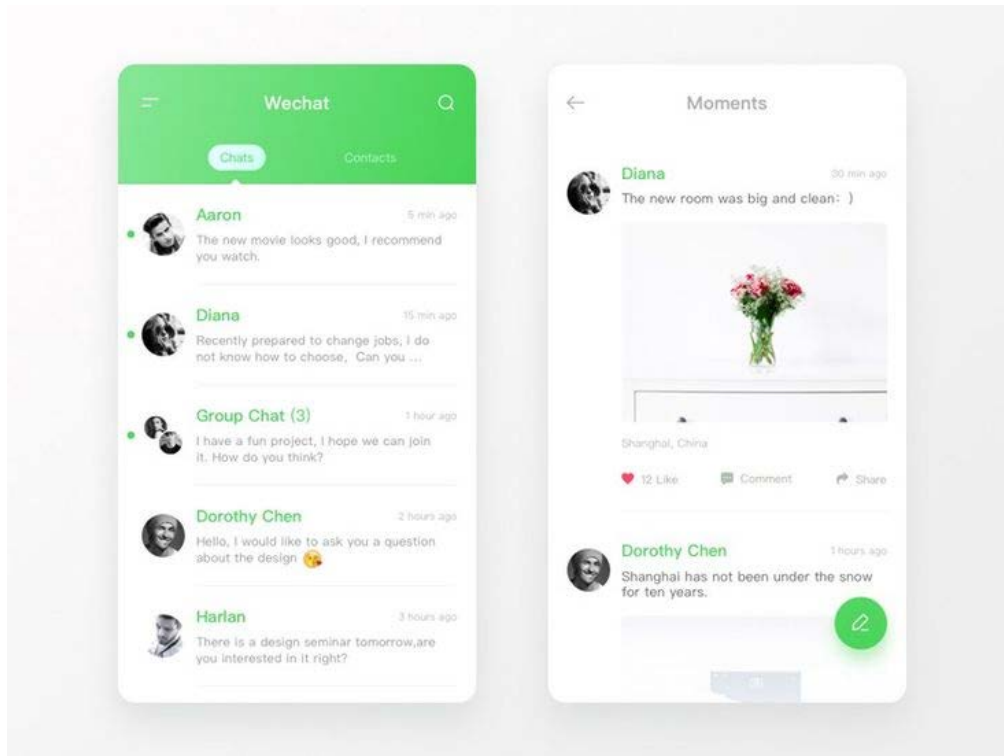 Wechat
Chats
Contacts
Aaron
5 min ago
The new movie looks good, I recommend
you watch.
Diana
15 min ago
Recently prepared to change jobs, I do
not know how to choose, Can you ...
Group Chat (3)
1 hour ago
I have a fun project, I hope we can join
it. How do you think?
Dorothy Chen
2 hours ago
Hello, I would like to ask you a question
about the design 😘
Harlan
3 hours ago
There is a design seminar tomorrow,are
you interested in it right?
Moments
Diana
30 min ago
The new room was big and clean: )
Shanghai, China
12 Like
Comment
Share
Dorothy Chen
1 hours ago
Shanghai has not been under the snow
for ten years.